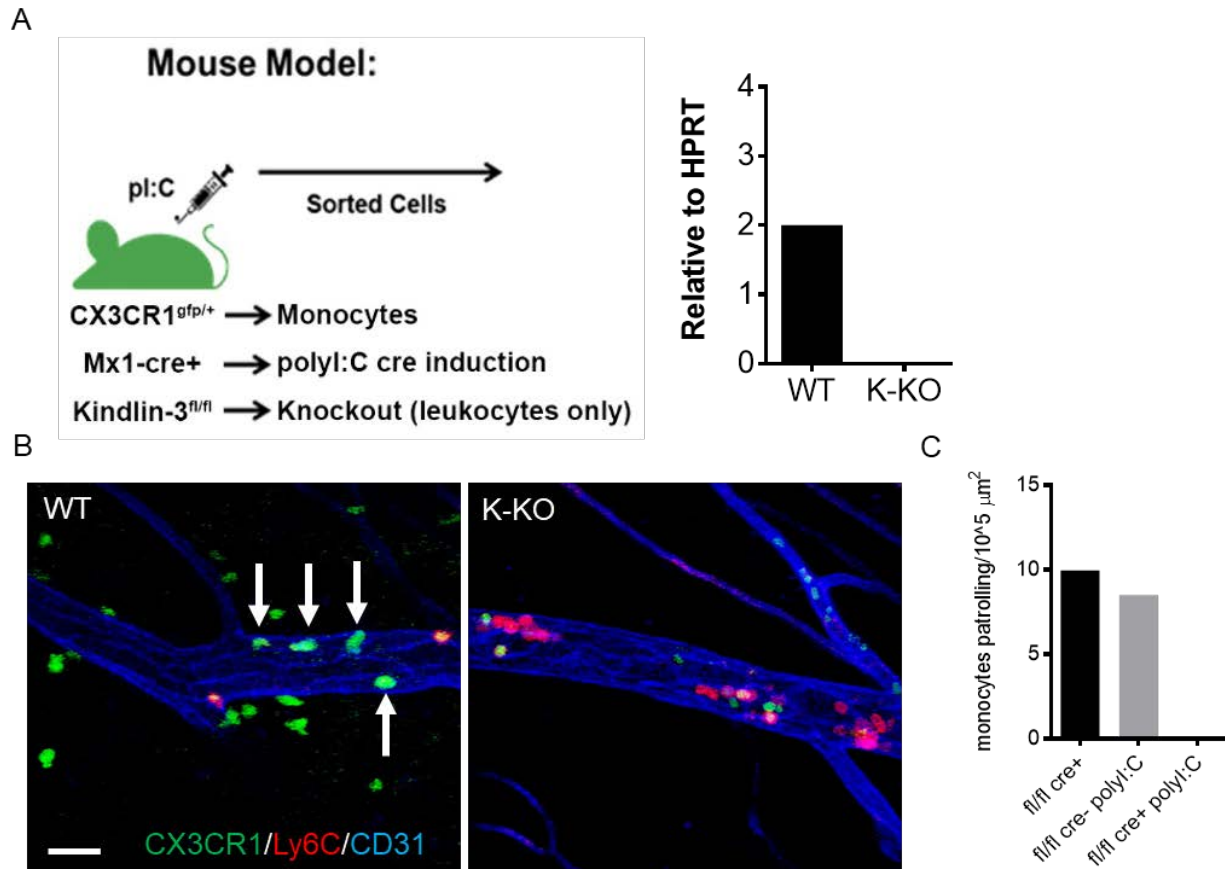 A
Mouse Model:
pI:C
Sorted Cells
CX3CR1gfp/+ → Monocytes
Mx1-cre+ → polyI:C cre induction
Kindlin-3fl/fl → Knockout (leukocytes only)
Relative to HPRT
4
3
2
1
0
WT
K-KO
B
WT
K-KO
CX3CR1/Ly6C/CD31
C
monocytes patrolling/10^5 µm²
15
10
5
0
fl/fl cre+
fl/fl cre- polyI:C
fl/fl cre+ polyI:C